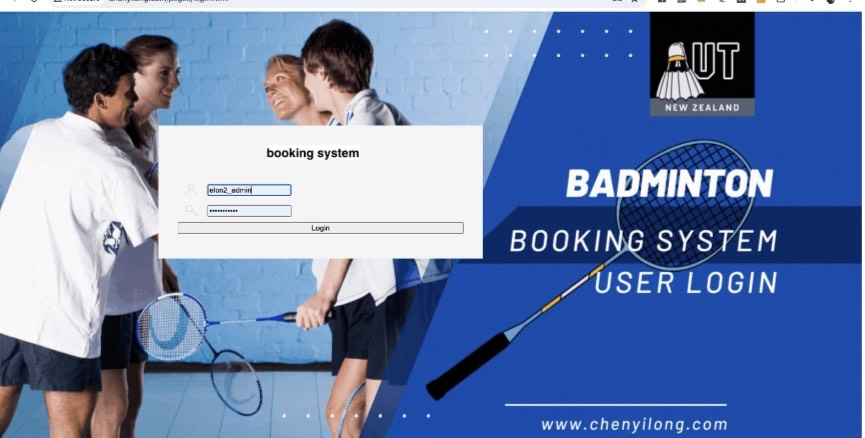 UT
NEW ZEALAND
booking system
elon2_admin
•••••••••••
Login
BADMINTON
BOOKING SYSTEM
USER LOGIN
www.chenyilong.com